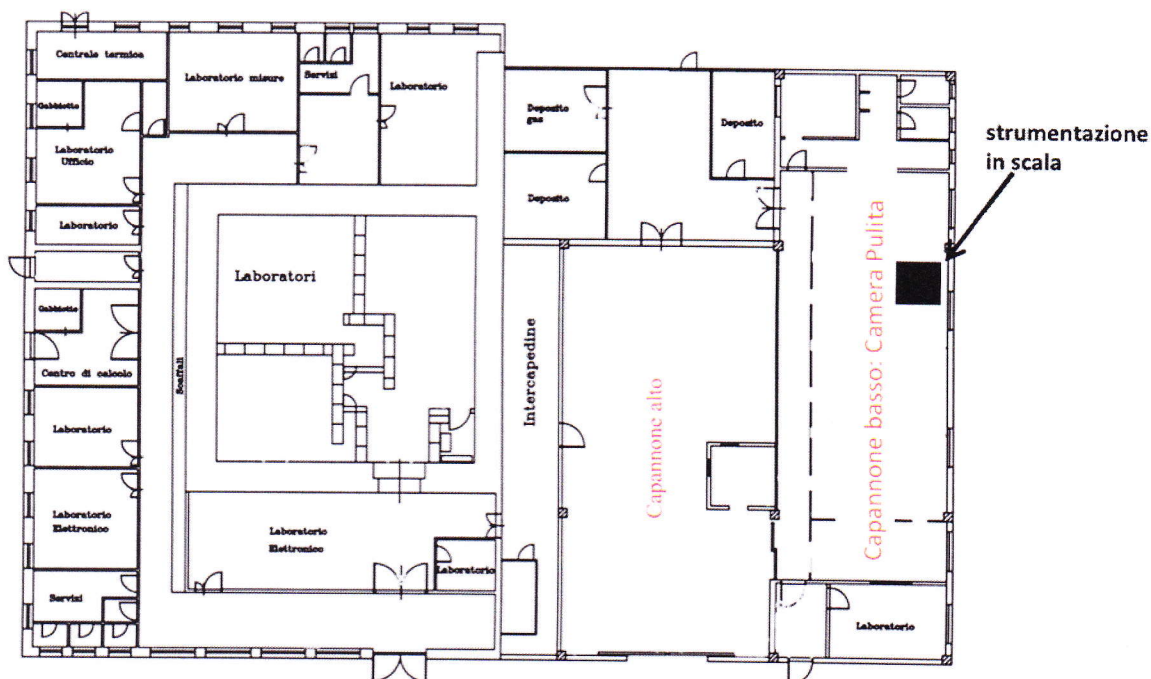 Centrale termica
Laboratorio misure
Servizi
Laboratorio
Gabbiotto
Laboratorio
Ufficio
Laboratorio
Deposito
gas
Deposito
Deposito
strumentazione
in scala
Laboratori
Gabbiotto
Centro di calcolo
Scaffali
Intercapedine
Capannone alto
Capannone basso: Camera Pulita
Laboratorio
Laboratorio
Elettronico
Laboratorio
Elettronico
Laboratorio
Servizi
Laboratorio